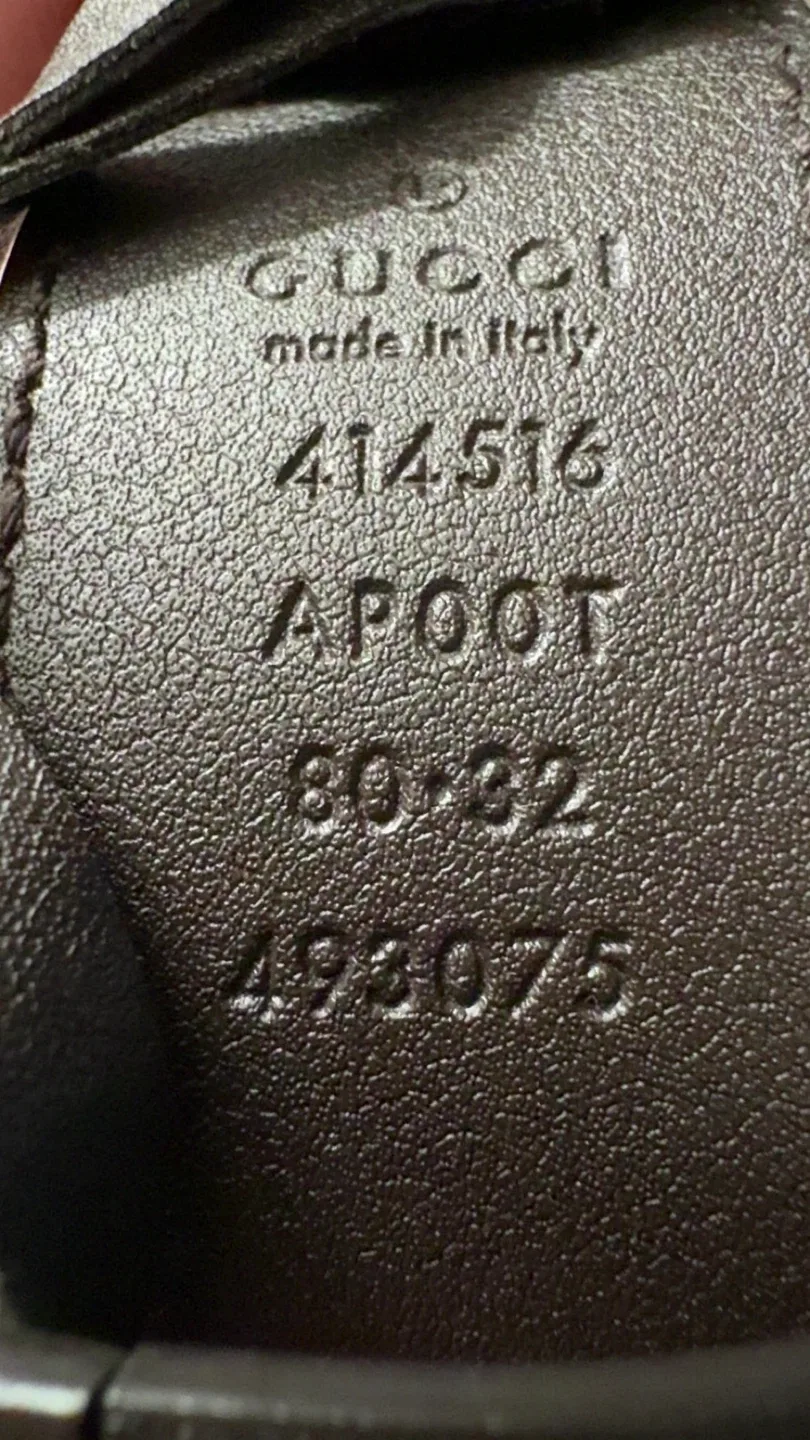 GUCCI
made in italy
414516
AP00T
80·32
493075